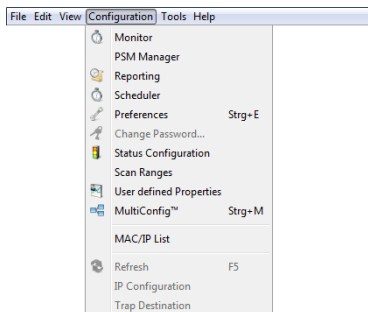 File Edit View Configuration Tools Help
Monitor
PSM Manager
Reporting
Scheduler
Preferences Strg+E
Change Password...
Status Configuration
Scan Ranges
User defined Properties
MultiConfig™ Strg+M
MAC/IP List
Refresh F5
IP Configuration
Trap Destination